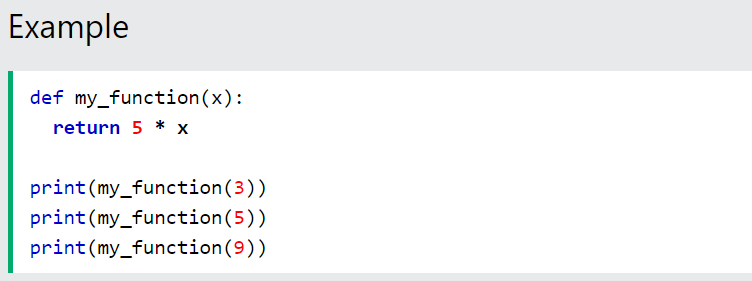 Example
def my_function(x):
  return 5 * x
print(my_function(3))
print(my_function(5))
print(my_function(9))